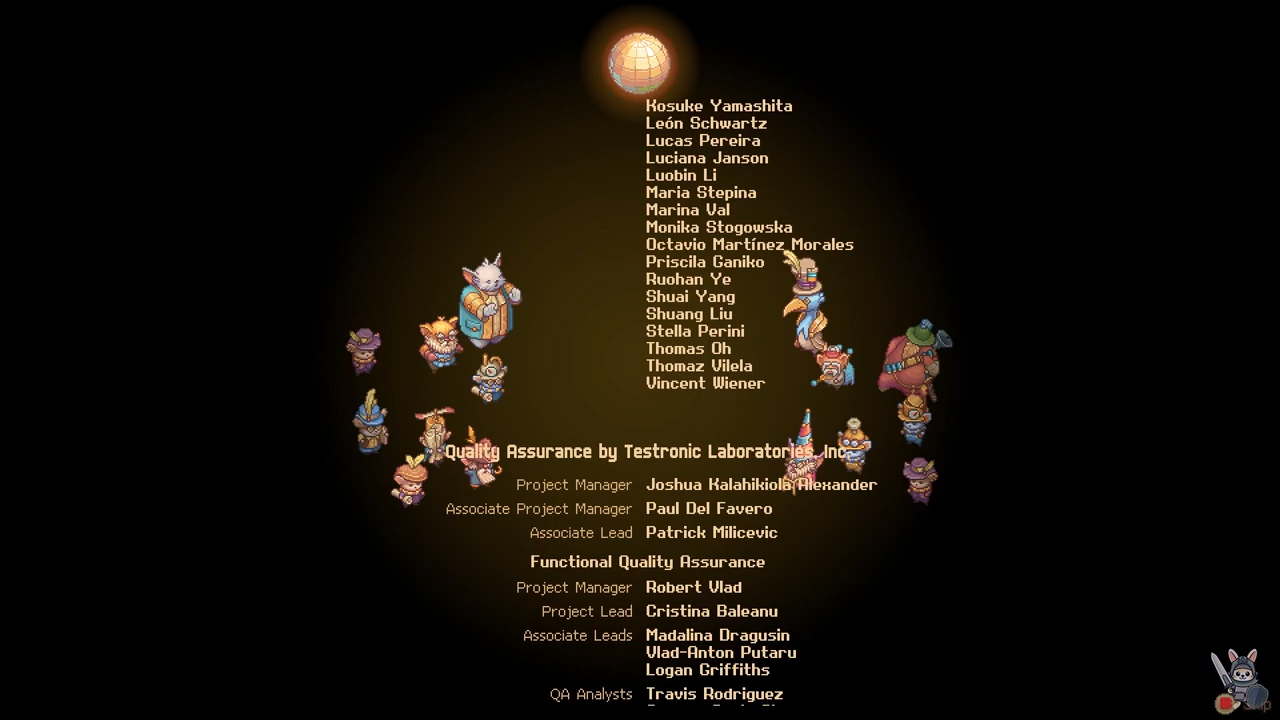 Kosuke Yamashita
León Schwartz
Lucas Pereira
Luciana Janson
Luobin Li
Maria Stepina
Marina Val
Monika Stogowska
Octavio Martínez Morales
Priscila Ganiko
Ruohan Ye
Shuai Yang
Shuang Liu
Stella Perini
Thomas Oh
Thomaz Vilela
Vincent Wiener
Quality Assurance by Testronic Laboratories, Inc.
Project Manager Joshua Kalahikiola Alexander
Associate Project Manager Paul Del Favero
Associate Lead Patrick Milicevic
Functional Quality Assurance
Project Manager Robert Vlad
Project Lead Cristina Baleanu
Associate Leads Madalina Dragusin
Vlad-Anton Putaru
Logan Griffiths
QA Analysts Travis Rodriguez
Skip